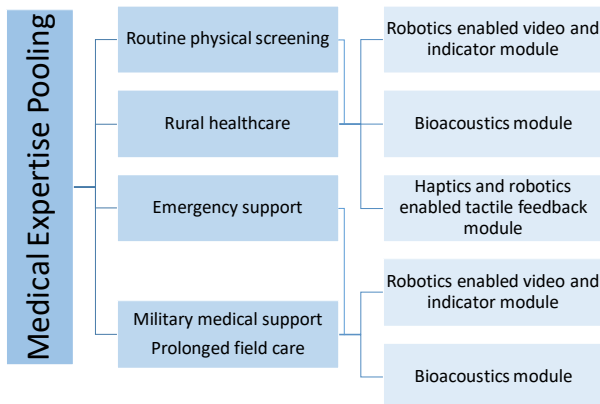 Medical Expertise Pooling
Routine physical screening
Rural healthcare
Emergency support
Military medical support
Prolonged field care
Robotics enabled video and
indicator module
Bioacoustics module
Haptics and robotics
enabled tactile feedback
module
Robotics enabled video and
indicator module
Bioacoustics module